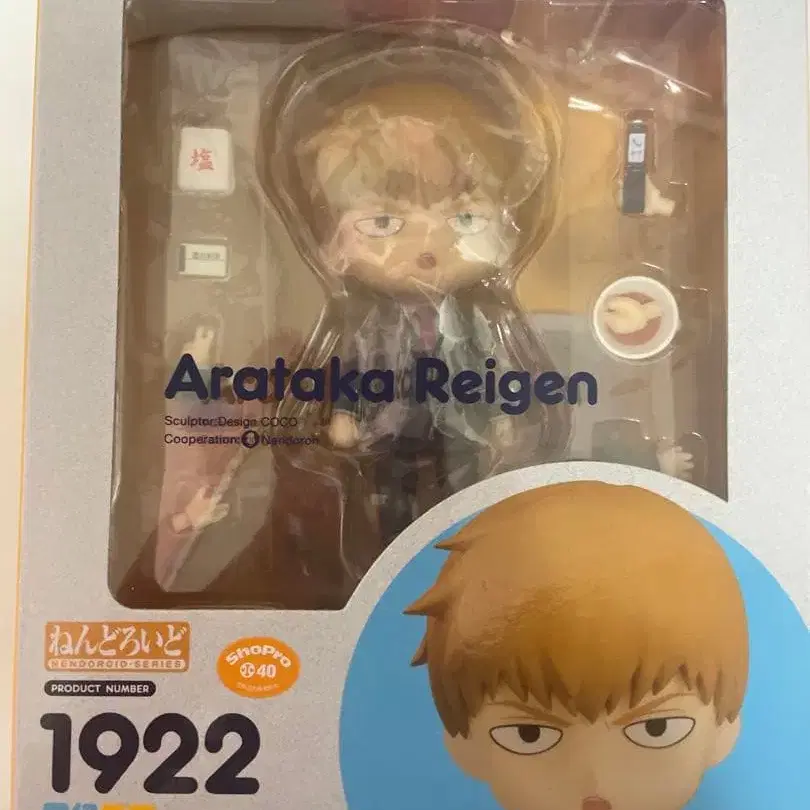 塩
Arataka Reigen
Sculptor:Design COCO
Cooperation: Nendoron
ねんどろいど
NENDOROID-SERIES
ShoPro
40
PRODUCT NUMBER
1922